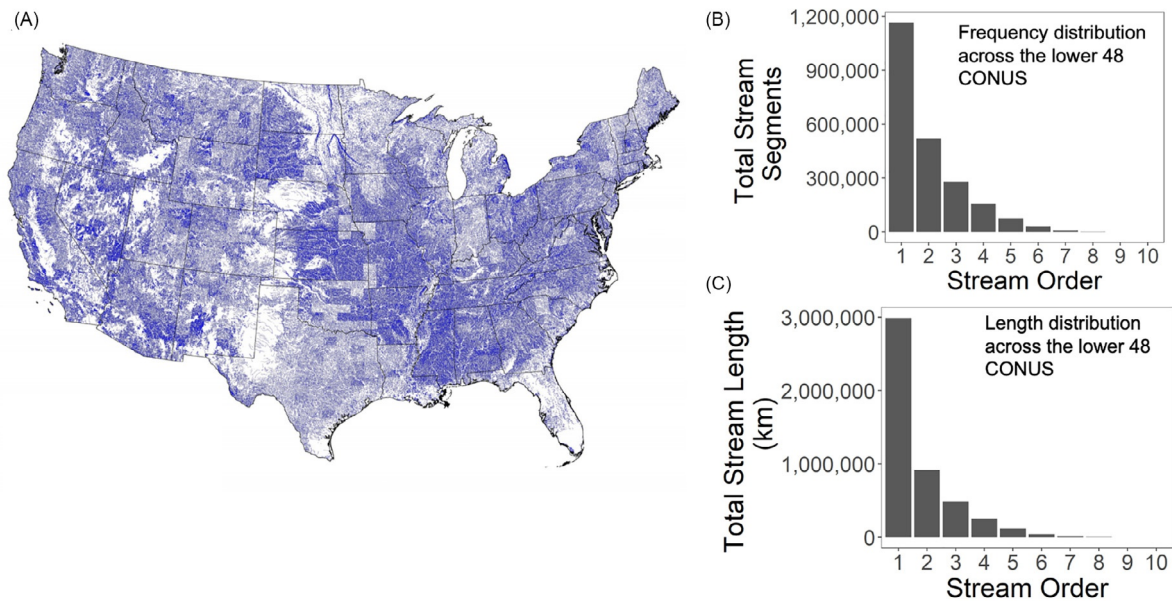 (A)
(B)
1,200,000
900,000
600,000
300,000
0
Total Stream
Segments
Frequency distribution
across the lower 48
CONUS
1 2 3 4 5 6 7 8 9 10
Stream Order
(C)
3,000,000
2,000,000
1,000,000
0
Total Stream Length
(km)
Length distribution
across the lower 48
CONUS
1 2 3 4 5 6 7 8 9 10
Stream Order